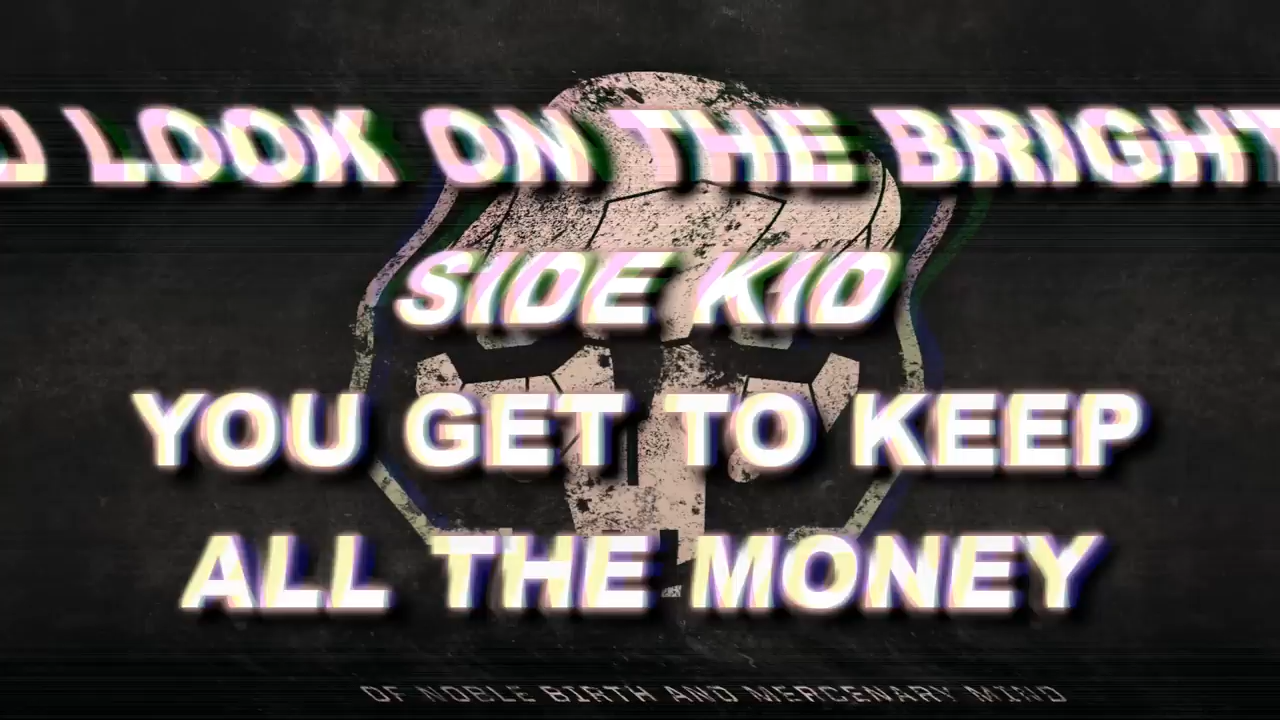 LOOK ON THE BRIGHT
SIDE KID
YOU GET TO KEEP
ALL THE MONEY
OF NOBLE BIRTH AND MERCENARY MIND